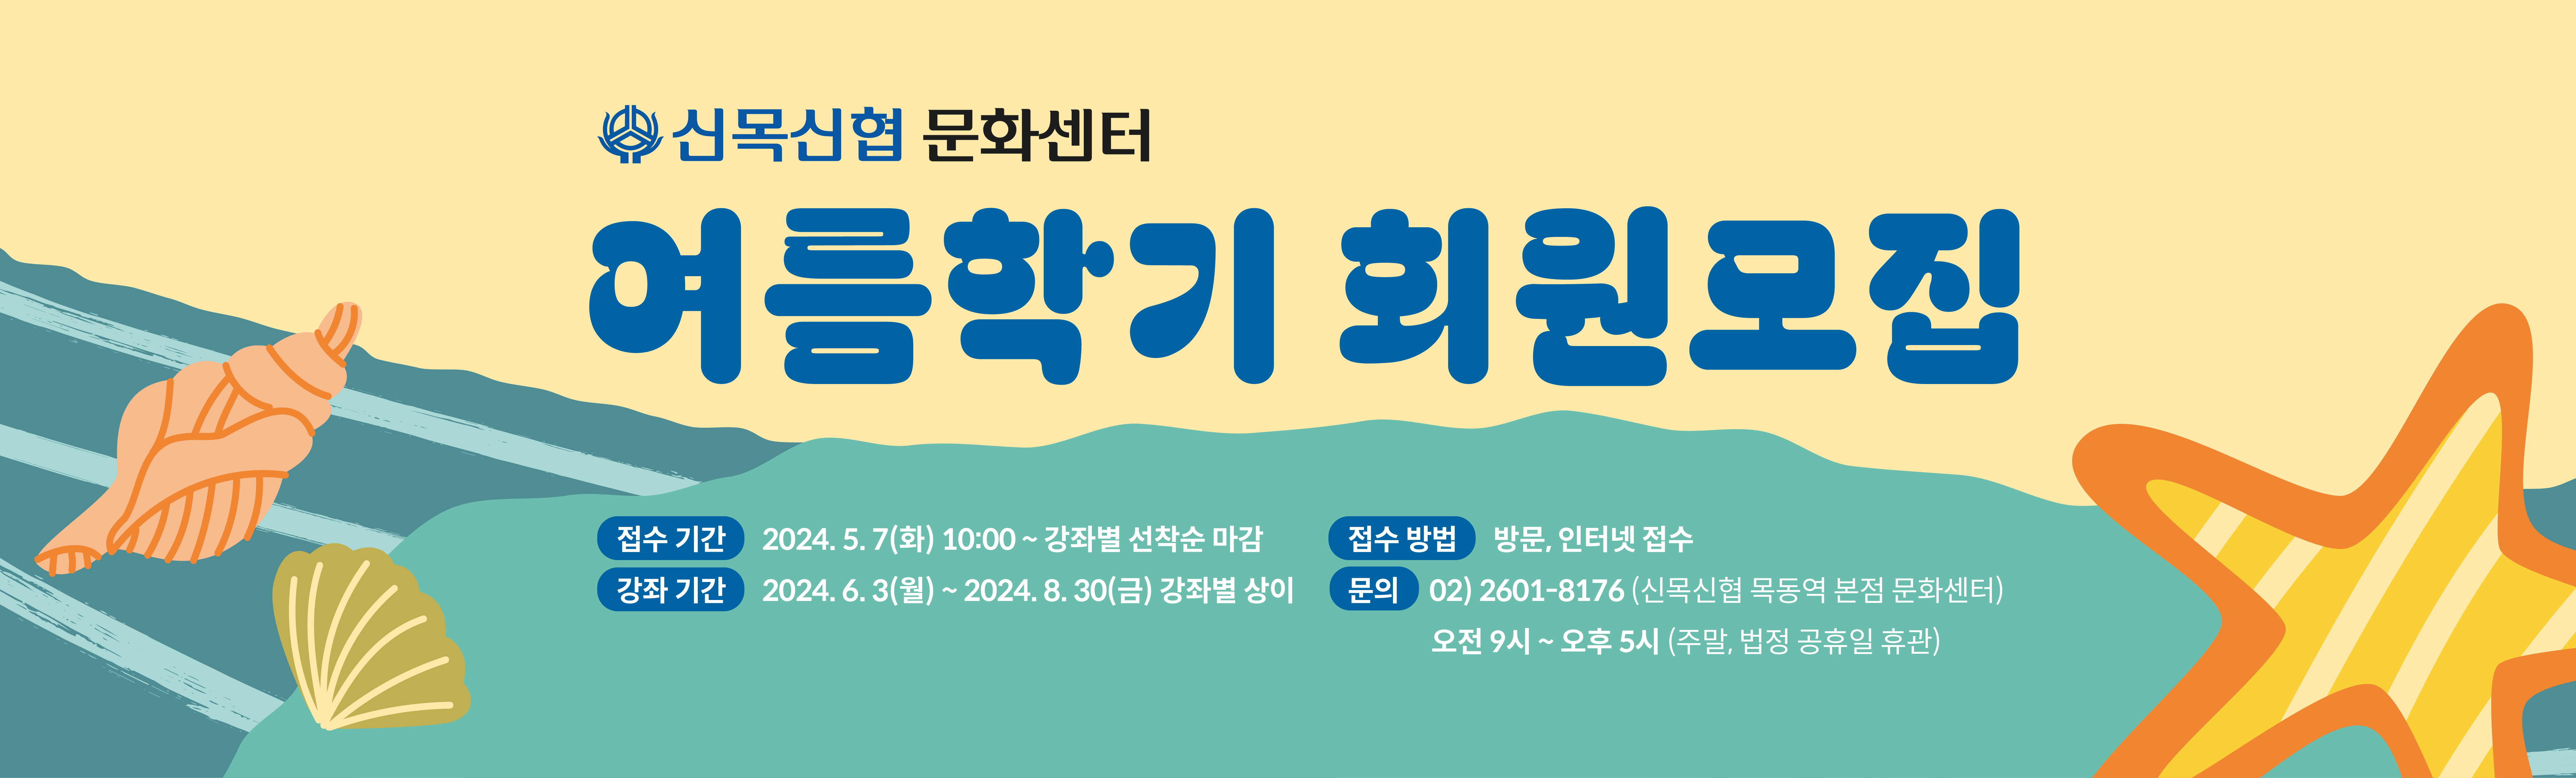 신목신협 문화센터
여름학기 회원모집
접수 기간 2024. 5. 7(화) 10:00 ~ 강좌별 선착순 마감
강좌 기간 2024. 6. 3(월) ~ 2024. 8. 30(금) 강좌별 상이
접수 방법 방문, 인터넷 접수
문의 02) 2601-8176 (신목신협 목동역 본점 문화센터)
오전 9시 ~ 오후 5시 (주말, 법정 공휴일 휴관)